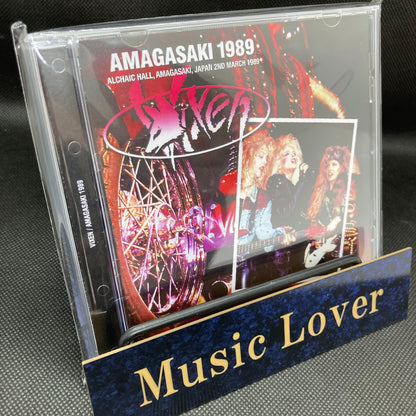 AMAGASAKI 1989
ALCHAIC HALL, AMAGASAKI, JAPAN 2ND MARCH 1989
Vixen
VIXEN / AMAGASAKI 1989
Music Lover